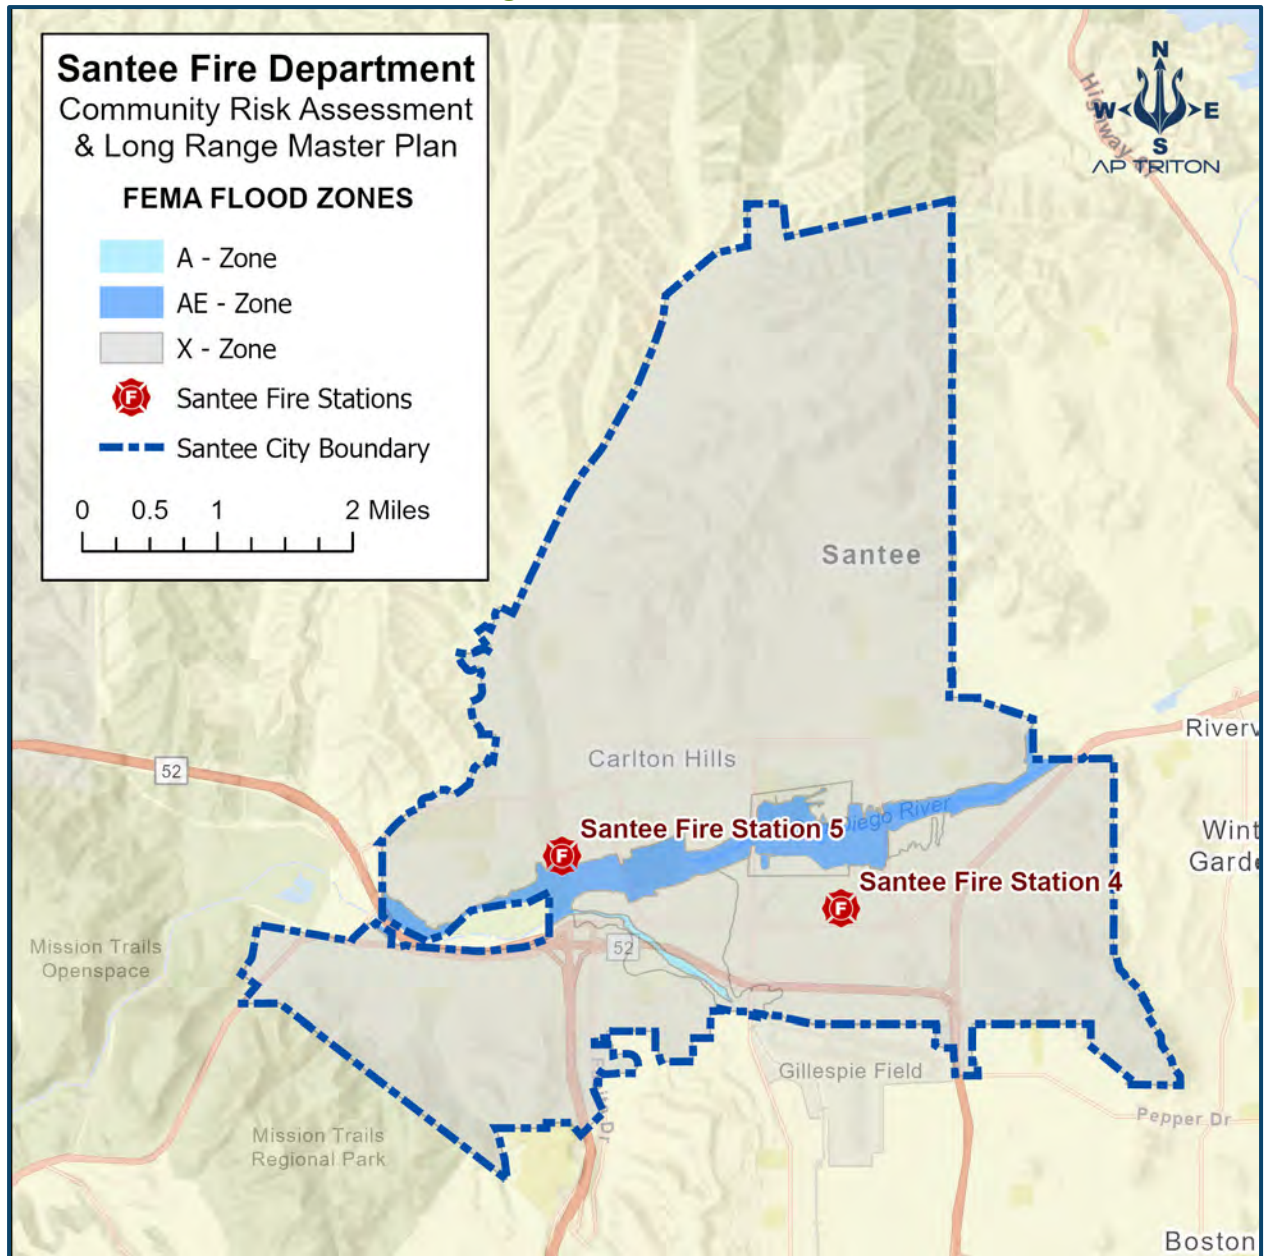 Santee Fire Department
Community Risk Assessment
& Long Range Master Plan
FEMA FLOOD ZONES
A - Zone
AE - Zone
X - Zone
F
Santee Fire Stations
Santee City Boundary
0 0.5 1 2 Miles
N
W E
S
AP TRITON
Highway
Santee
Riverv
52
Carlton Hills
Diego River
Wint
Garde
Santee Fire Station 5
F
Santee Fire Station 4
F
Mission Trails
Openspace
52
Gillespie Field
Pepper Dr
Mission Trails
Regional Park
Dr
Boston